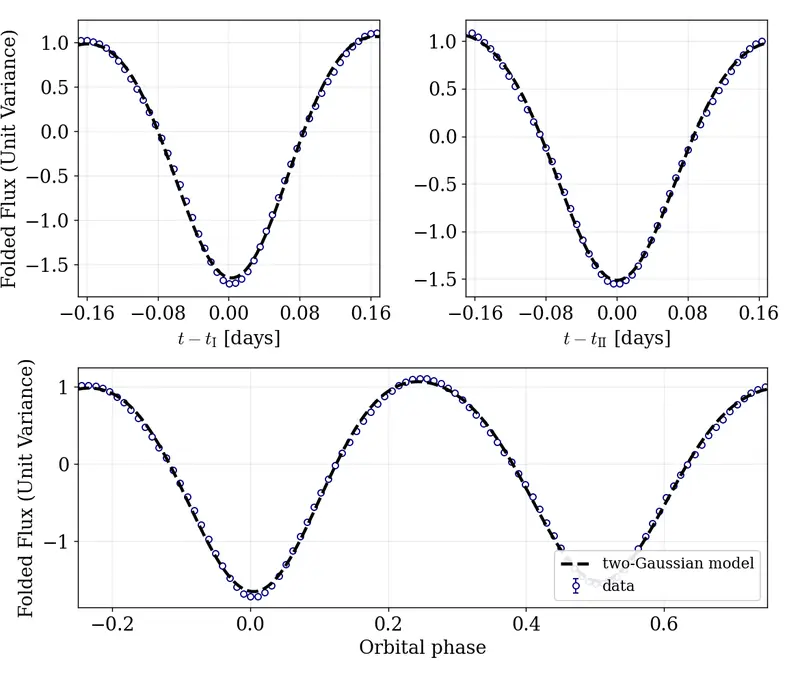 Folded Flux (Unit Variance)
1.0
0.5
0.0
−0.5
−1.0
−1.5
−0.16 −0.08 0.00 0.08 0.16
t − t_I [days]
1.0
0.5
0.0
−0.5
−1.0
−1.5
−0.16 −0.08 0.00 0.08 0.16
t − t_II [days]
Folded Flux (Unit Variance)
1
0
−1
two-Gaussian model
data
−0.2 0.0 0.2 0.4 0.6
Orbital phase